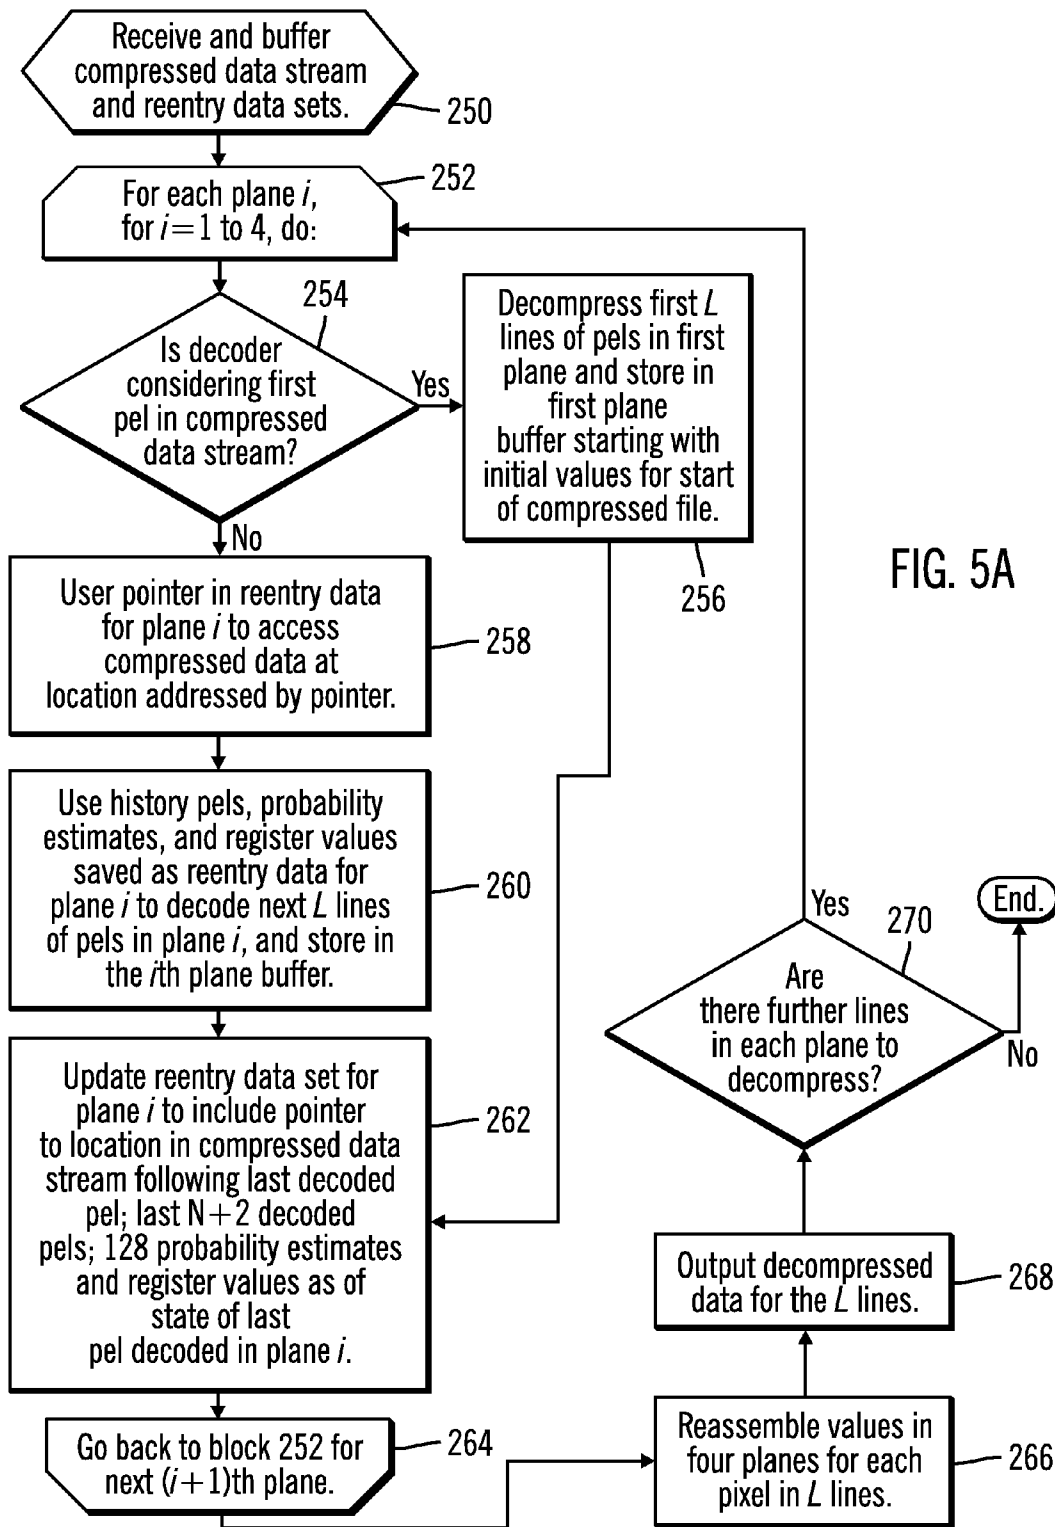 Receive and buffer
compressed data stream
and reentry data sets.
250
For each plane i,
for i=1 to 4, do:
252
Is decoder
considering first
pel in compressed
data stream?
254
Yes
No
Decompress first L
lines of pels in first
plane and store in
first plane
buffer starting with
initial values for start
of compressed file.
256
FIG. 5A
User pointer in reentry data
for plane i to access
compressed data at
location addressed by pointer.
258
Use history pels, probability
estimates, and register values
saved as reentry data for
plane i to decode next L lines
of pels in plane i, and store in
the ith plane buffer.
260
Update reentry data set for
plane i to include pointer
to location in compressed data
stream following last decoded
pel; last N+2 decoded
pels; 128 probability estimates
and register values as of
state of last
pel decoded in plane i.
262
Go back to block 252 for
next (i+1)th plane.
264
Reassemble values in
four planes for each
pixel in L lines.
266
Output decompressed
data for the L lines.
268
Are
there further lines
in each plane to
decompress?
270
Yes
No
End.